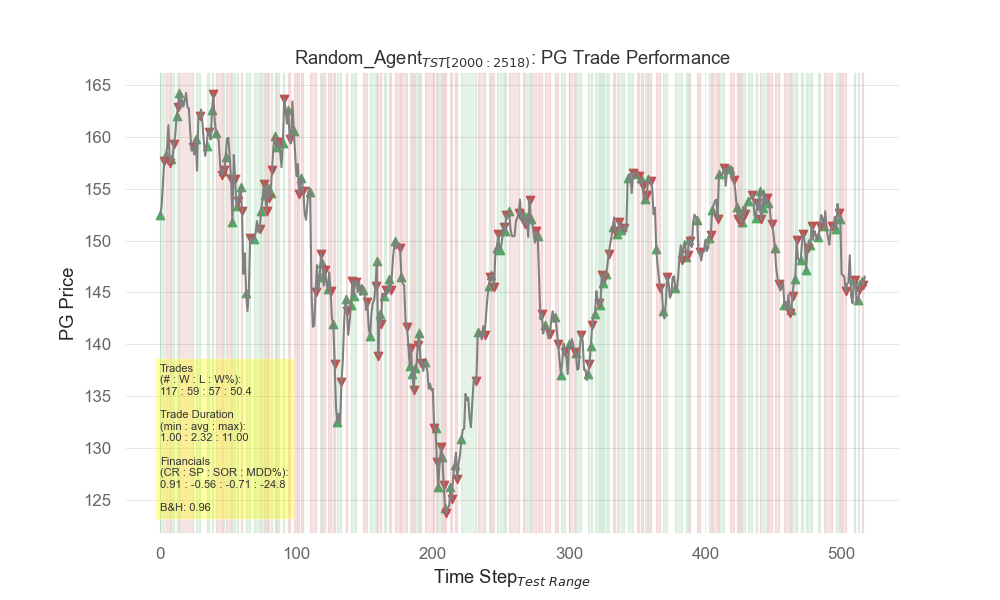 Random_Agent TST[2000 : 2518) : PG Trade Performance
165
160
155
150
145
140
135
130
125
PG Price
Trades
(# : W : L : W%):
117 : 59 : 57 : 50.4
Trade Duration
(min : avg : max):
1.00 : 2.32 : 11.00
Financials
(CR : SP : SOR : MDD%):
0.91 : -0.56 : -0.71 : -24.8
B&H: 0.96
0 100 200 300 400 500
Time Step Test Range